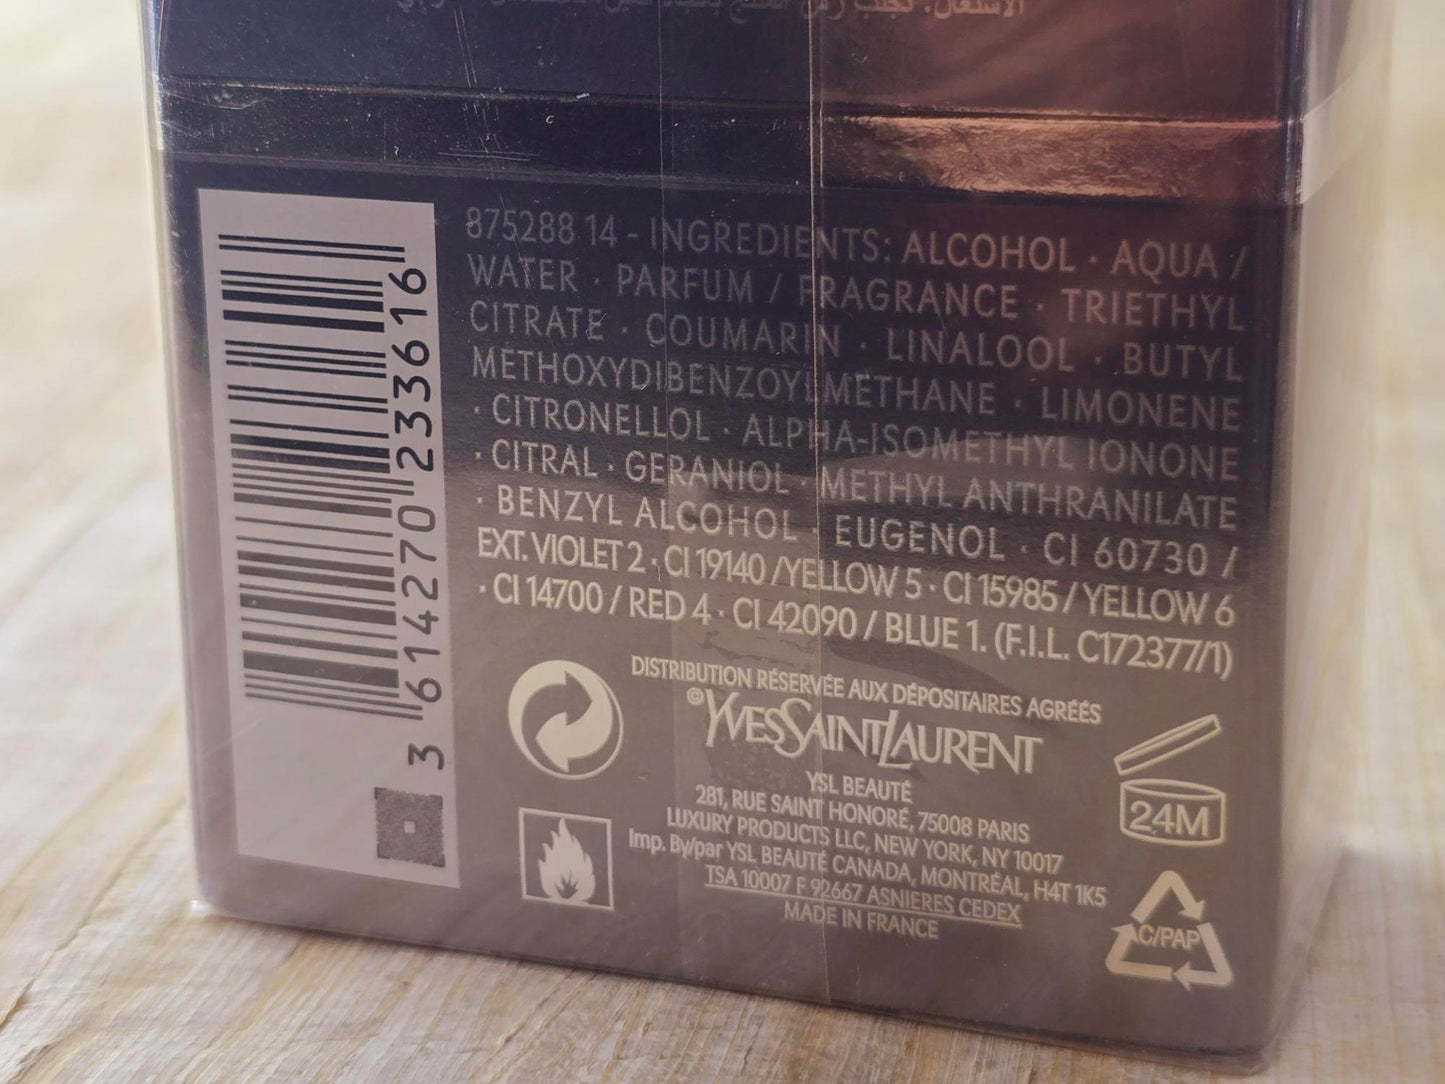 875288 14 - INGREDIENTS: ALCOHOL · AQUA /
WATER · PARFUM / FRAGRANCE · TRIETHYL
CITRATE · COUMARIN · LINALOOL · BUTYL
METHOXYDIBENZOYLMETHANE · LIMONENE
· CITRONELLOL · ALPHA-ISOMETHYL IONONE
· CITRAL · GERANIOL · METHYL ANTHRANILATE
· BENZYL ALCOHOL · EUGENOL · CI 60730 /
EXT. VIOLET 2 · CI 19140 / YELLOW 5 · CI 15985 / YELLOW 6
· CI 14700 / RED 4 · CI 42090 / BLUE 1. (F.I.L. C172377/1)
3 614270 233616
DISTRIBUTION RÉSERVÉE AUX DÉPOSITAIRES AGRÉÉS
©YVESSAINTLAURENT
YSL BEAUTÉ
281, RUE SAINT HONORÉ, 75008 PARIS
LUXURY PRODUCTS LLC, NEW YORK, NY 10017
Imp. By/par YSL BEAUTÉ CANADA, MONTRÉAL, H4T 1K5
TSA 10007 F 92667 ASNIERES CEDEX
MADE IN FRANCE
24M
C/PAP